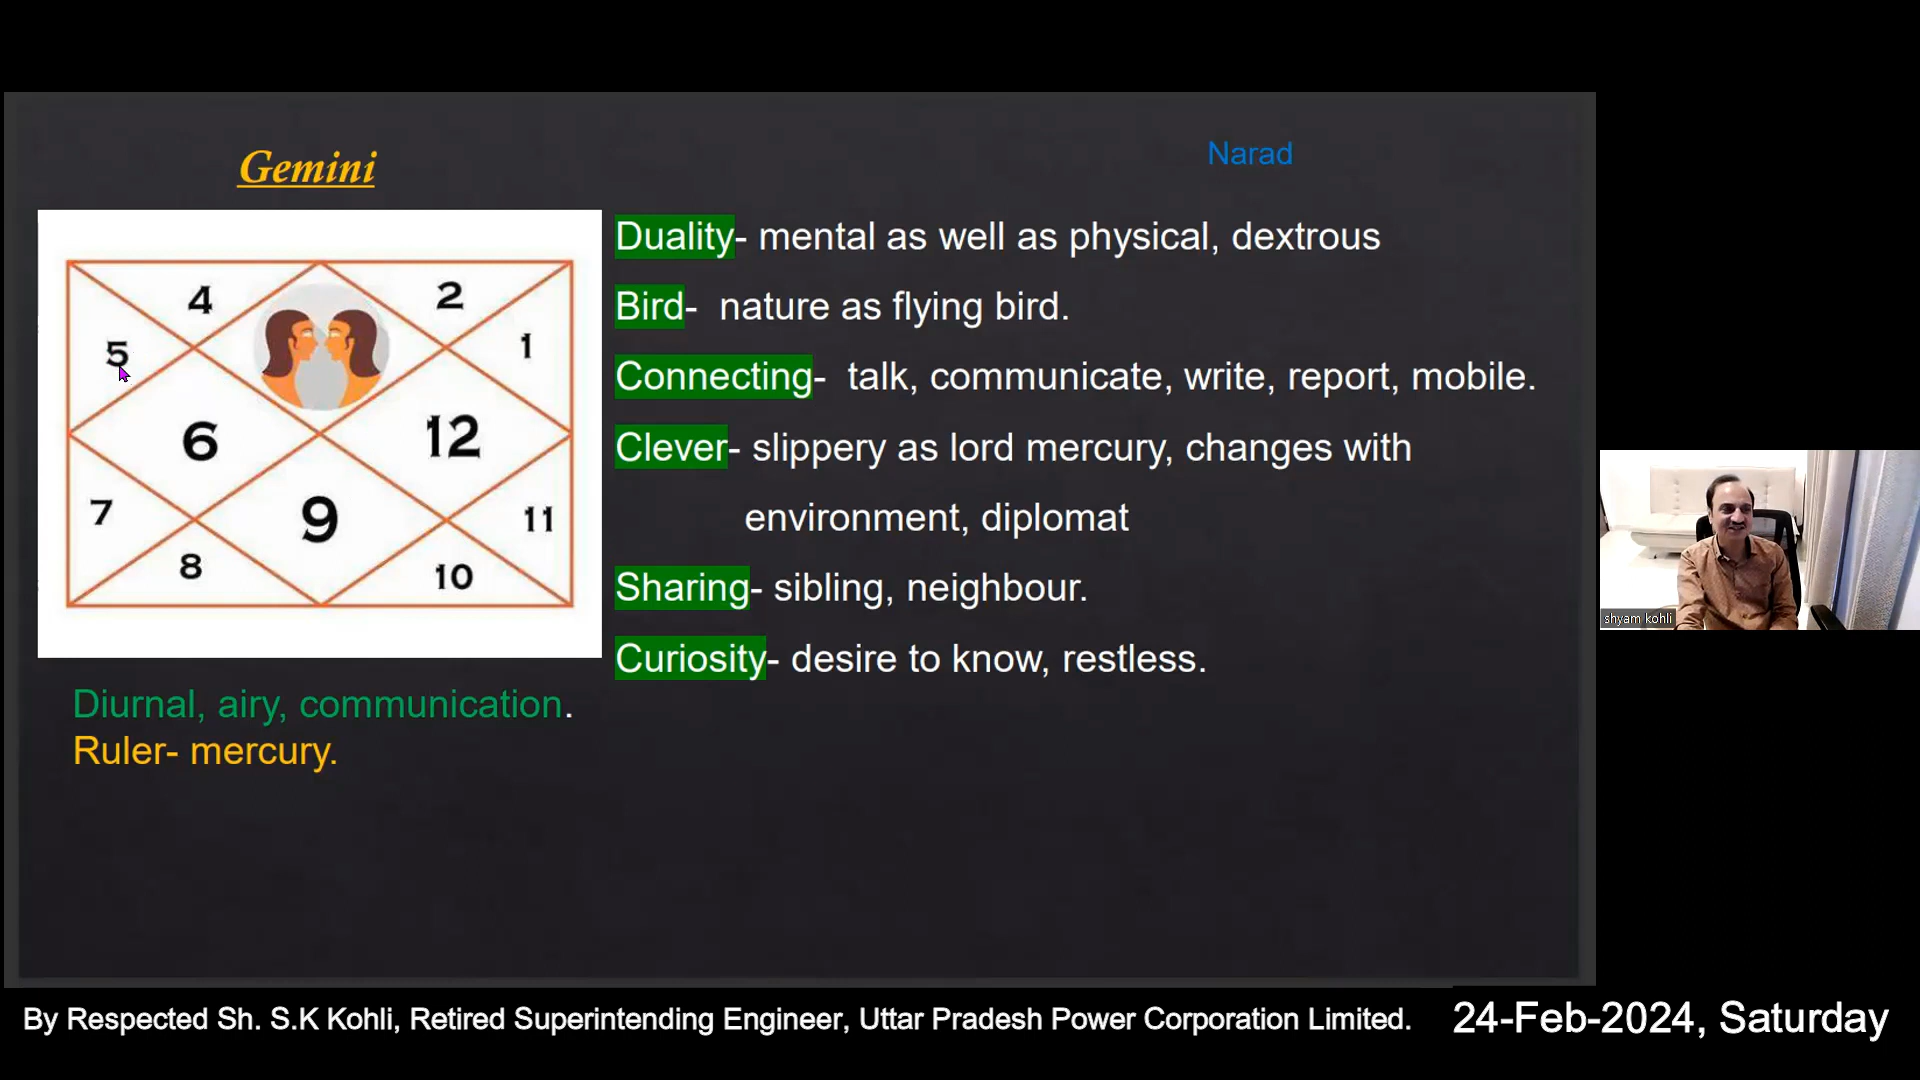 Gemini
Narad
4
2
5
1
6
12
9
7
11
8
10
Duality- mental as well as physical, dextrous
Bird- nature as flying bird.
Connecting- talk, communicate, write, report, mobile.
Clever- slippery as lord mercury, changes with
environment, diplomat
Sharing- sibling, neighbour.
Curiosity- desire to know, restless.
Diurnal, airy, communication.
Ruler- mercury.
shyam kohli
By Respected Sh. S.K Kohli, Retired Superintending Engineer, Uttar Pradesh Power Corporation Limited.
24-Feb-2024, Saturday